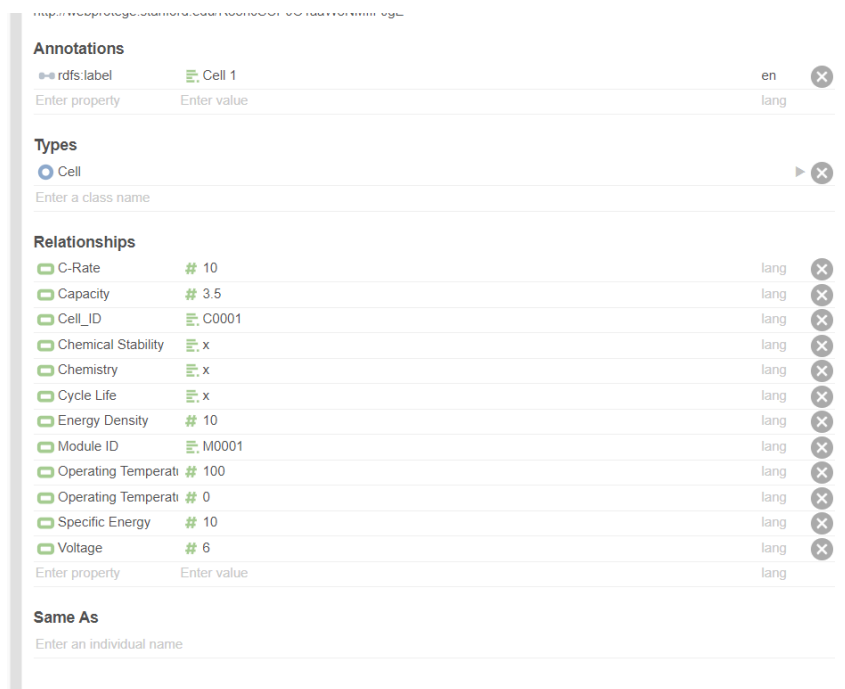 Annotations
rdfs:label Cell 1 en
Enter property Enter value lang
Types
Cell
Enter a class name
Relationships
C-Rate # 10 lang
Capacity # 3.5 lang
Cell_ID C0001 lang
Chemical Stability x lang
Chemistry x lang
Cycle Life x lang
Energy Density # 10 lang
Module ID M0001 lang
Operating Temperatu # 100 lang
Operating Temperatu # 0 lang
Specific Energy # 10 lang
Voltage # 6 lang
Enter property Enter value lang
Same As
Enter an individual name